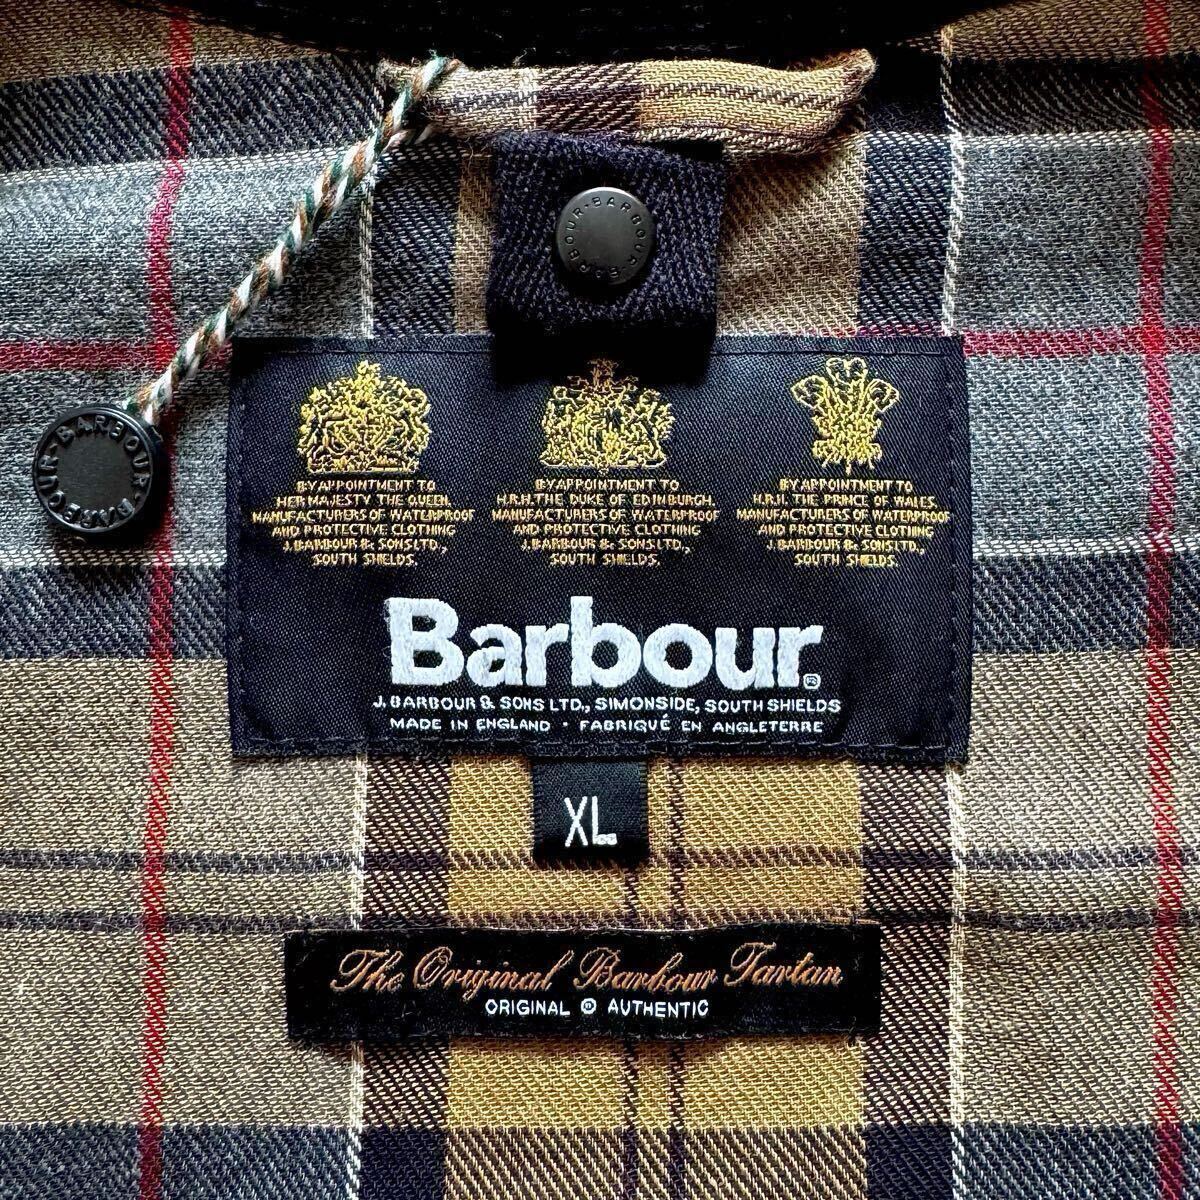 BARBOUR · BARBOUR ·
BARBOUR · BARBOUR ·
BY APPOINTMENT TO
HER MAJESTY THE QUEEN.
MANUFACTURERS OF WATERPROOF
AND PROTECTIVE CLOTHING
J.BARBOUR & SONS LTD.,
SOUTH SHIELDS.
BY APPOINTMENT TO
H.R.H. THE DUKE OF EDINBURGH.
MANUFACTURERS OF WATERPROOF
AND PROTECTIVE CLOTHING
J.BARBOUR & SONS LTD.,
SOUTH SHIELDS.
BY APPOINTMENT TO
H.R.H. THE PRINCE OF WALES.
MANUFACTURERS OF WATERPROOF
AND PROTECTIVE CLOTHING
J.BARBOUR & SONS LTD.,
SOUTH SHIELDS.
Barbour®
J. BARBOUR & SONS LTD., SIMONSIDE, SOUTH SHIELDS
MADE IN ENGLAND · FABRIQUÉ EN ANGLETERRE
XL
The Original Barbour Tartan
ORIGINAL ® AUTHENTIC